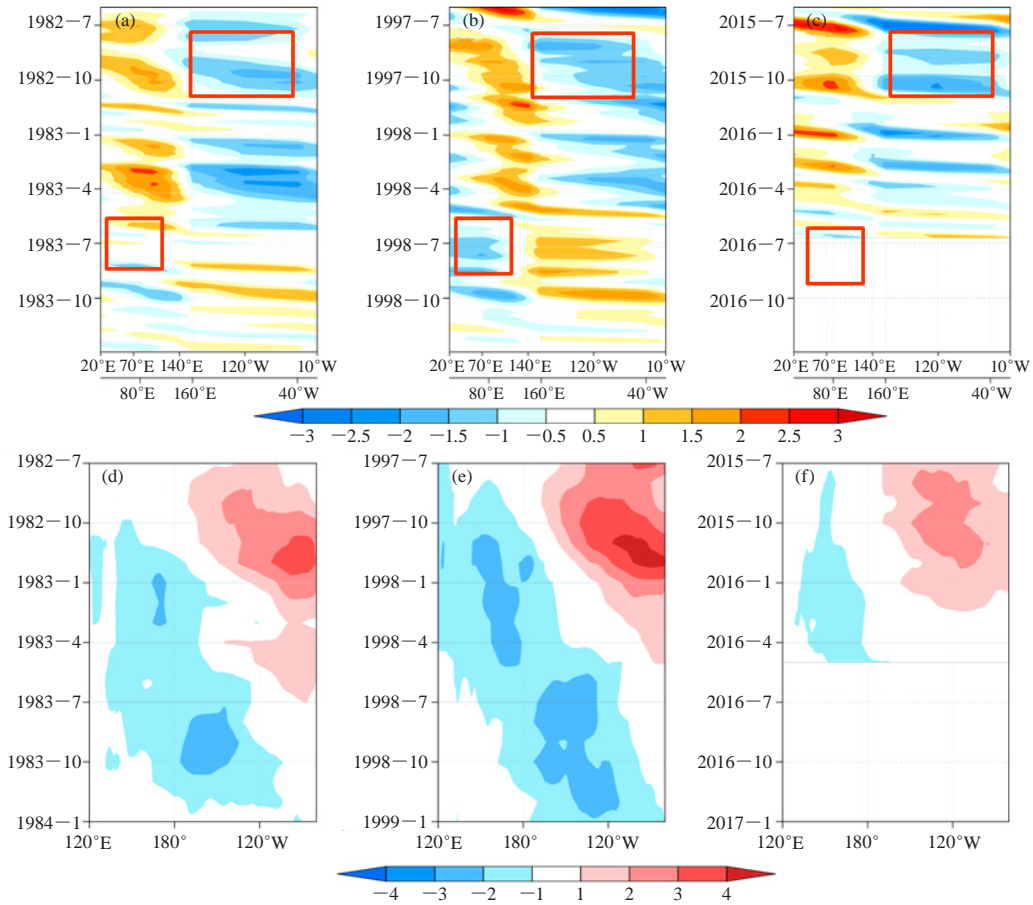 (a)
1982−7
1982−10
1983−1
1983−4
1983−7
1983−10
20°E 70°E 140°E 120°W 10°W
80°E 160°E 40°W
(b)
1997−7
1997−10
1998−1
1998−4
1998−7
1998−10
20°E 70°E 140°E 120°W 10°W
80°E 160°E 40°W
(c)
2015−7
2015−10
2016−1
2016−4
2016−7
2016−10
20°E 70°E 140°E 120°W 10°W
80°E 160°E 40°W
−3 −2.5 −2 −1.5 −1 −0.5 0.5 1 1.5 2 2.5 3
(d)
1982−7
1982−10
1983−1
1983−4
1983−7
1983−10
1984−1
120°E 180° 120°W
(e)
1997−7
1997−10
1998−1
1998−4
1998−7
1998−10
1999−1
120°E 180° 120°W
(f)
2015−7
2015−10
2016−1
2016−4
2016−7
2016−10
2017−1
120°E 180° 120°W
−4 −3 −2 −1 1 2 3 4